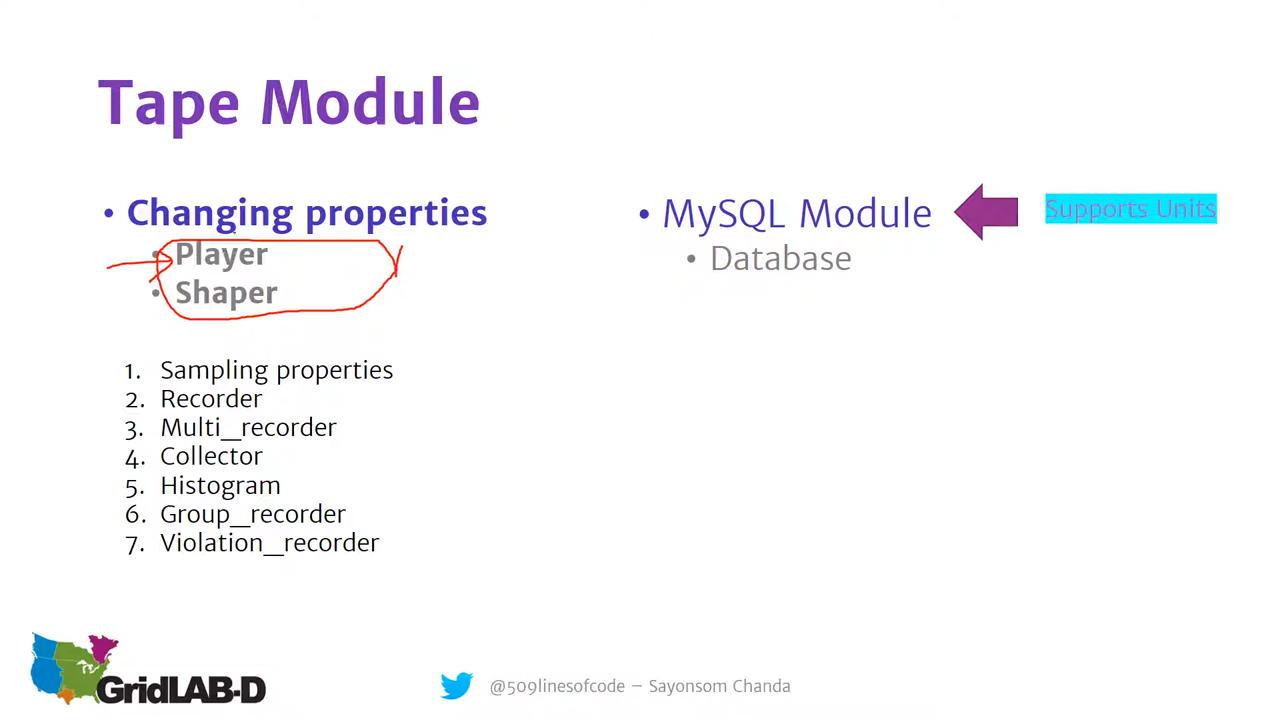 Tape Module
• Changing properties
• Player
• Shaper
1. Sampling properties
2. Recorder
3. Multi_recorder
4. Collector
5. Histogram
6. Group_recorder
7. Violation_recorder
• MySQL Module
• Database
Supports Units
GridLAB-D
@509linesofcode – Sayonsom Chanda